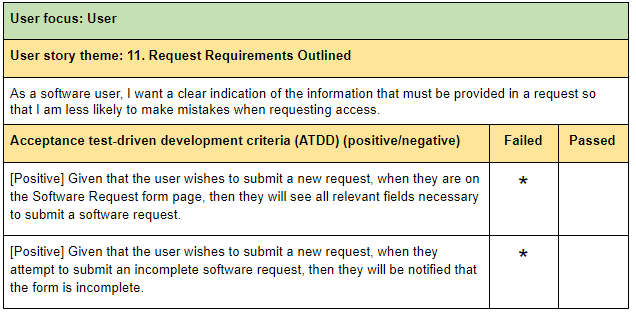 User focus: User
User story theme: 11. Request Requirements Outlined
As a software user, I want a clear indication of the information that must be provided in a request so
that I am less likely to make mistakes when requesting access.
Acceptance test-driven development criteria (ATDD) (positive/negative) Failed Passed
[Positive] Given that the user wishes to submit a new request, when they are on
the Software Request form page, then they will see all relevant fields necessary
to submit a software request.
*
[Positive] Given that the user wishes to submit a new request, when they
attempt to submit an incomplete software request, then they will be notified that
the form is incomplete.
*